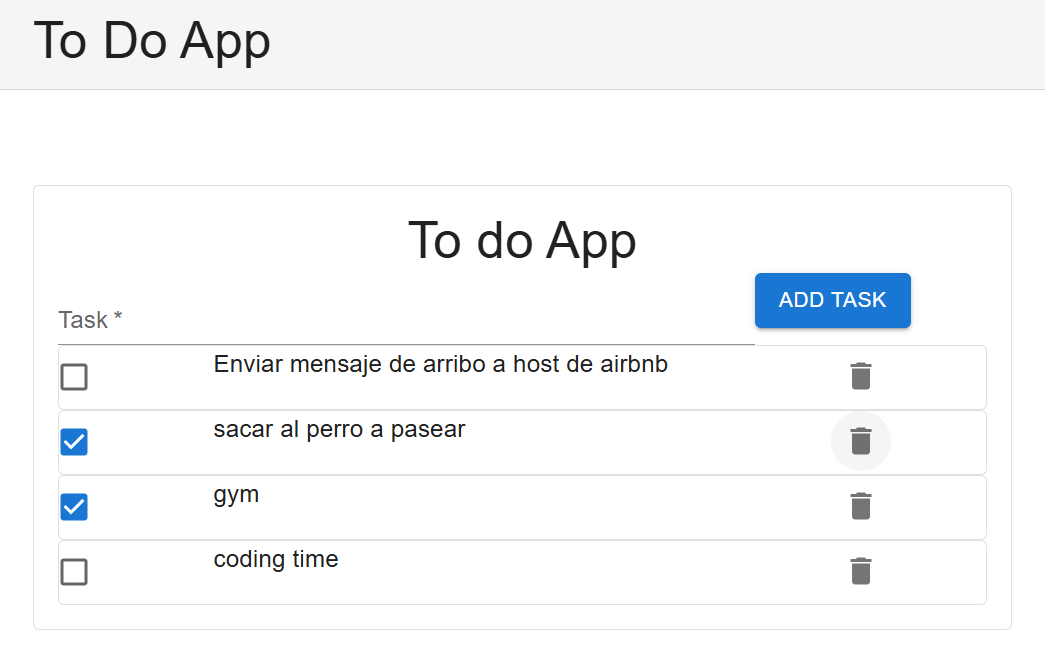 To Do App
To do App
ADD TASK
Task *
Enviar mensaje de arribo a host de airbnb
sacar al perro a pasear
gym
coding time